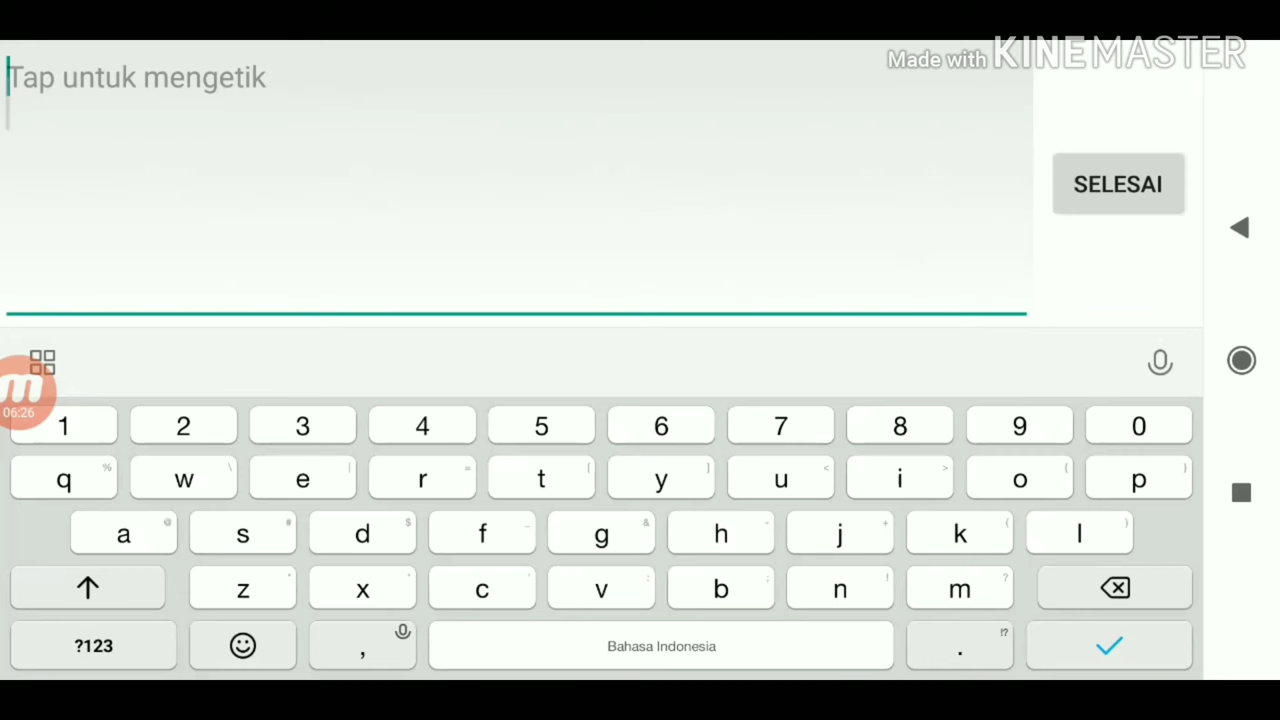 Made with KINEMASTER
Tap untuk mengetik
SELESAI
06:26
1 2 3 4 5 6 7 8 9 0
q w e r t y u i o p
a s d f g h j k l
z x c v b n m
?123 , Bahasa Indonesia .